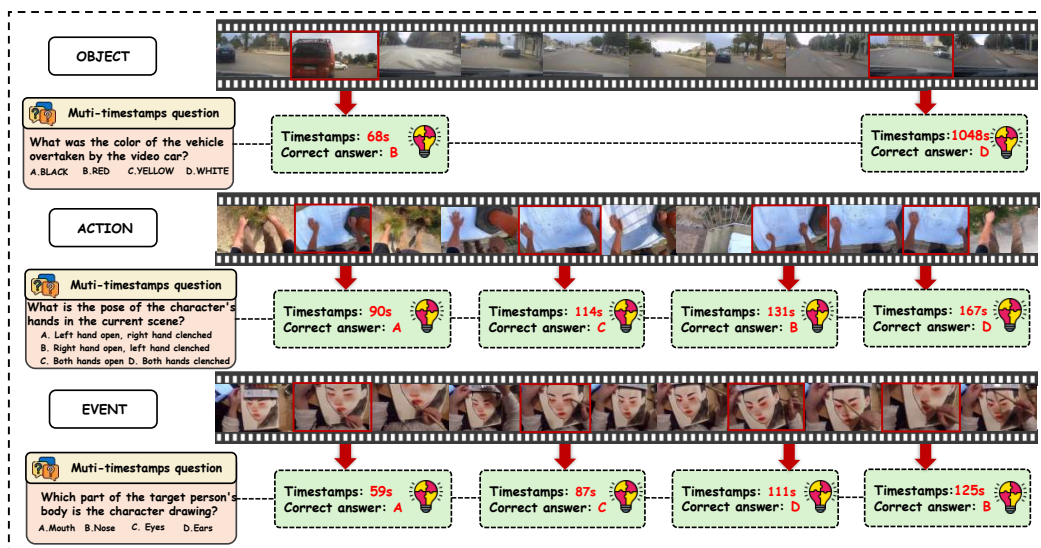 OBJECT
Muti-timestamps question
What was the color of the vehicle
overtaken by the video car?
A.BLACK B.RED C.YELLOW D.WHITE
Timestamps: 68s
Correct answer: B
Timestamps:1048s
Correct answer: D
ACTION
Muti-timestamps question
What is the pose of the character's
hands in the current scene?
A. Left hand open, right hand clenched
B. Right hand open, left hand clenched
C. Both hands open D. Both hands clenched
Timestamps: 90s
Correct answer: A
Timestamps: 114s
Correct answer: C
Timestamps: 131s
Correct answer: B
Timestamps: 167s
Correct answer: D
EVENT
Muti-timestamps question
Which part of the target person's
body is the character drawing?
A.Mouth B.Nose C. Eyes D.Ears
Timestamps: 59s
Correct answer: A
Timestamps: 87s
Correct answer: C
Timestamps: 111s
Correct answer: D
Timestamps:125s
Correct answer: B